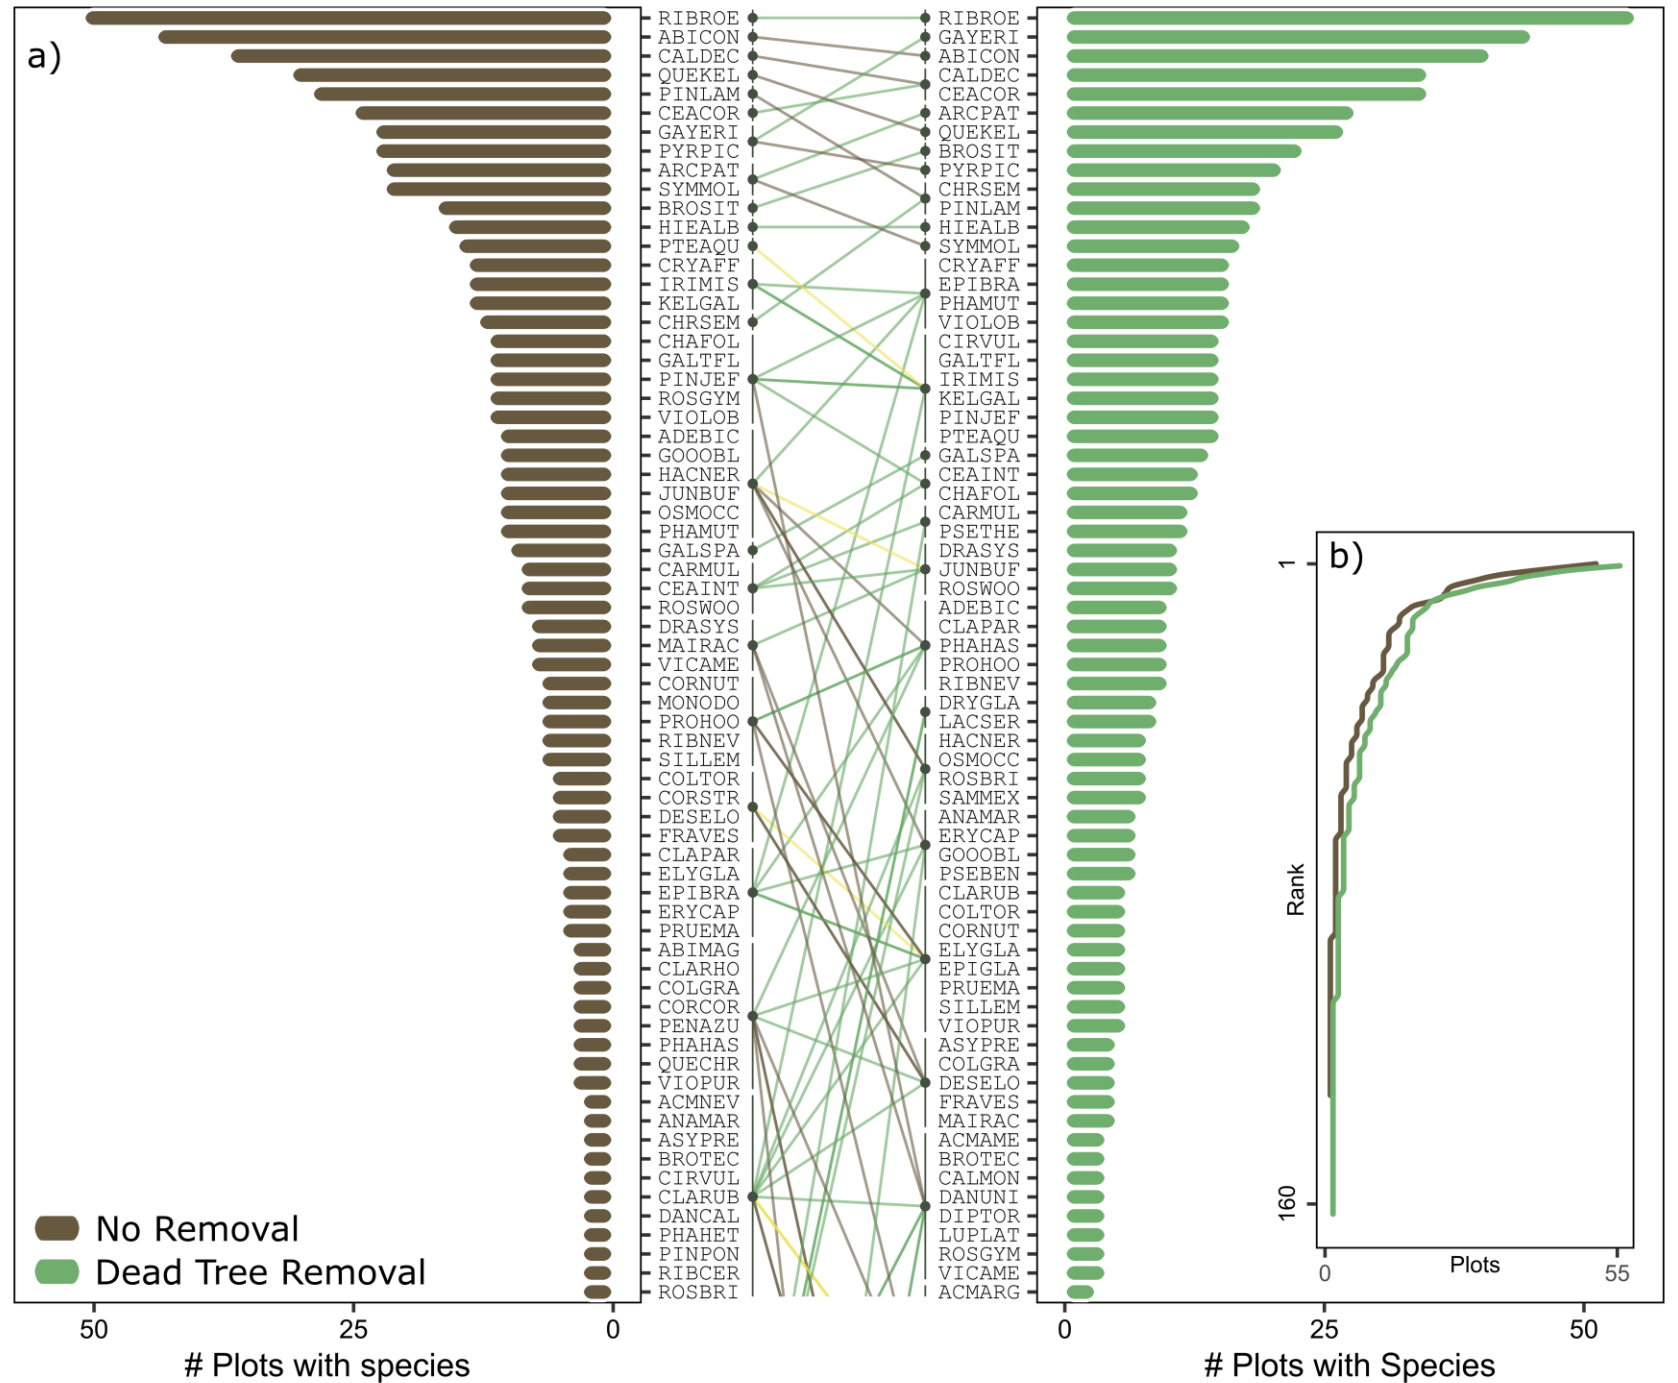 a)
RIBROE RIBROE
ABICON GAYERI
CALDEC ABICON
QUEKEL CALDEC
PINLAM CEACOR
CEACOR ARCPAT
GAYERI QUEKEL
PYRPIC BROSIT
ARCPAT PYRPIC
SYMMOL CHRSEM
BROSIT PINLAM
HIEALB HIEALB
PTEAQU SYMMOL
CRYAFF CRYAFF
IRIMIS EPIBRA
KELGAL PHAMUT
CHRSEM VIOLOB
CHAFOL CIRVUL
GALTFL GALTFL
PINJEF IRIMIS
ROSGYM KELGAL
VIOLOB PINJEF
ADEBIC PTEAQU
GOOOBL GALSPA
HACNER CEAINT
JUNBUF CHAFOL
OSMOCC CARMUL
PHAMUT PSETHE
GALSPA DRASYS
CARMUL JUNBUF
CEAINT ROSWOO
ROSWOO ADEBIC
DRASYS CLAPAR
MAIRAC PHAHAS
VICAME PROHOO
CORNUT RIBNEV
MONODO DRYGLA
PROHOO LACSER
RIBNEV HACNER
SILLEM OSMOCC
COLTOR ROSBRI
CORSTR SAMMEX
DESELO ANAMAR
FRAVES ERYCAP
CLAPAR GOOOBL
ELYGLA PSEBEN
EPIBRA CLARUB
ERYCAP COLTOR
PRUEMA CORNUT
ABIMAG ELYGLA
CLARHO EPIGLA
COLGRA PRUEMA
CORCOR SILLEM
PENAZU VIOPUR
PHAHAS ASYPRE
QUECHR COLGRA
VIOPUR DESELO
ACMNEV FRAVES
ANAMAR MAIRAC
ASYPRE ACMAME
BROTEC BROTEC
CIRVUL CALMON
CLARUB DANUNI
DANCAL DIPTOR
PHAHET LUPLAT
PINPON ROSGYM
RIBCER VICAME
ROSBRI ACMARG
No Removal
Dead Tree Removal
50 25 0
# Plots with species
b)
1
Rank
160
0 55
Plots
0 25 50
# Plots with Species